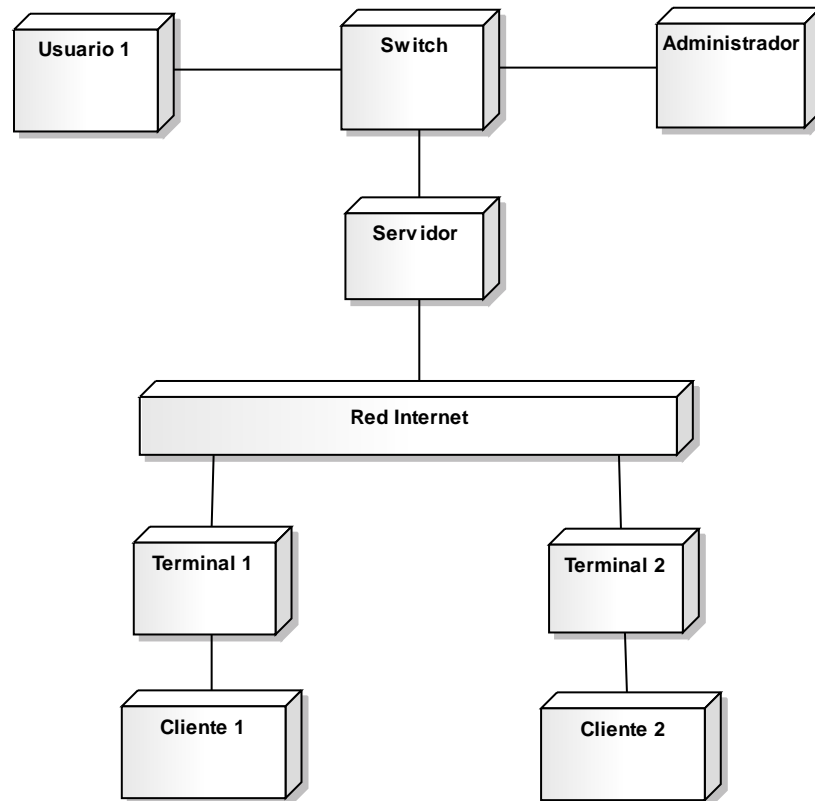 Usuario 1
Switch
Administrador
Servidor
Red Internet
Terminal 1
Terminal 2
Cliente 1
Cliente 2